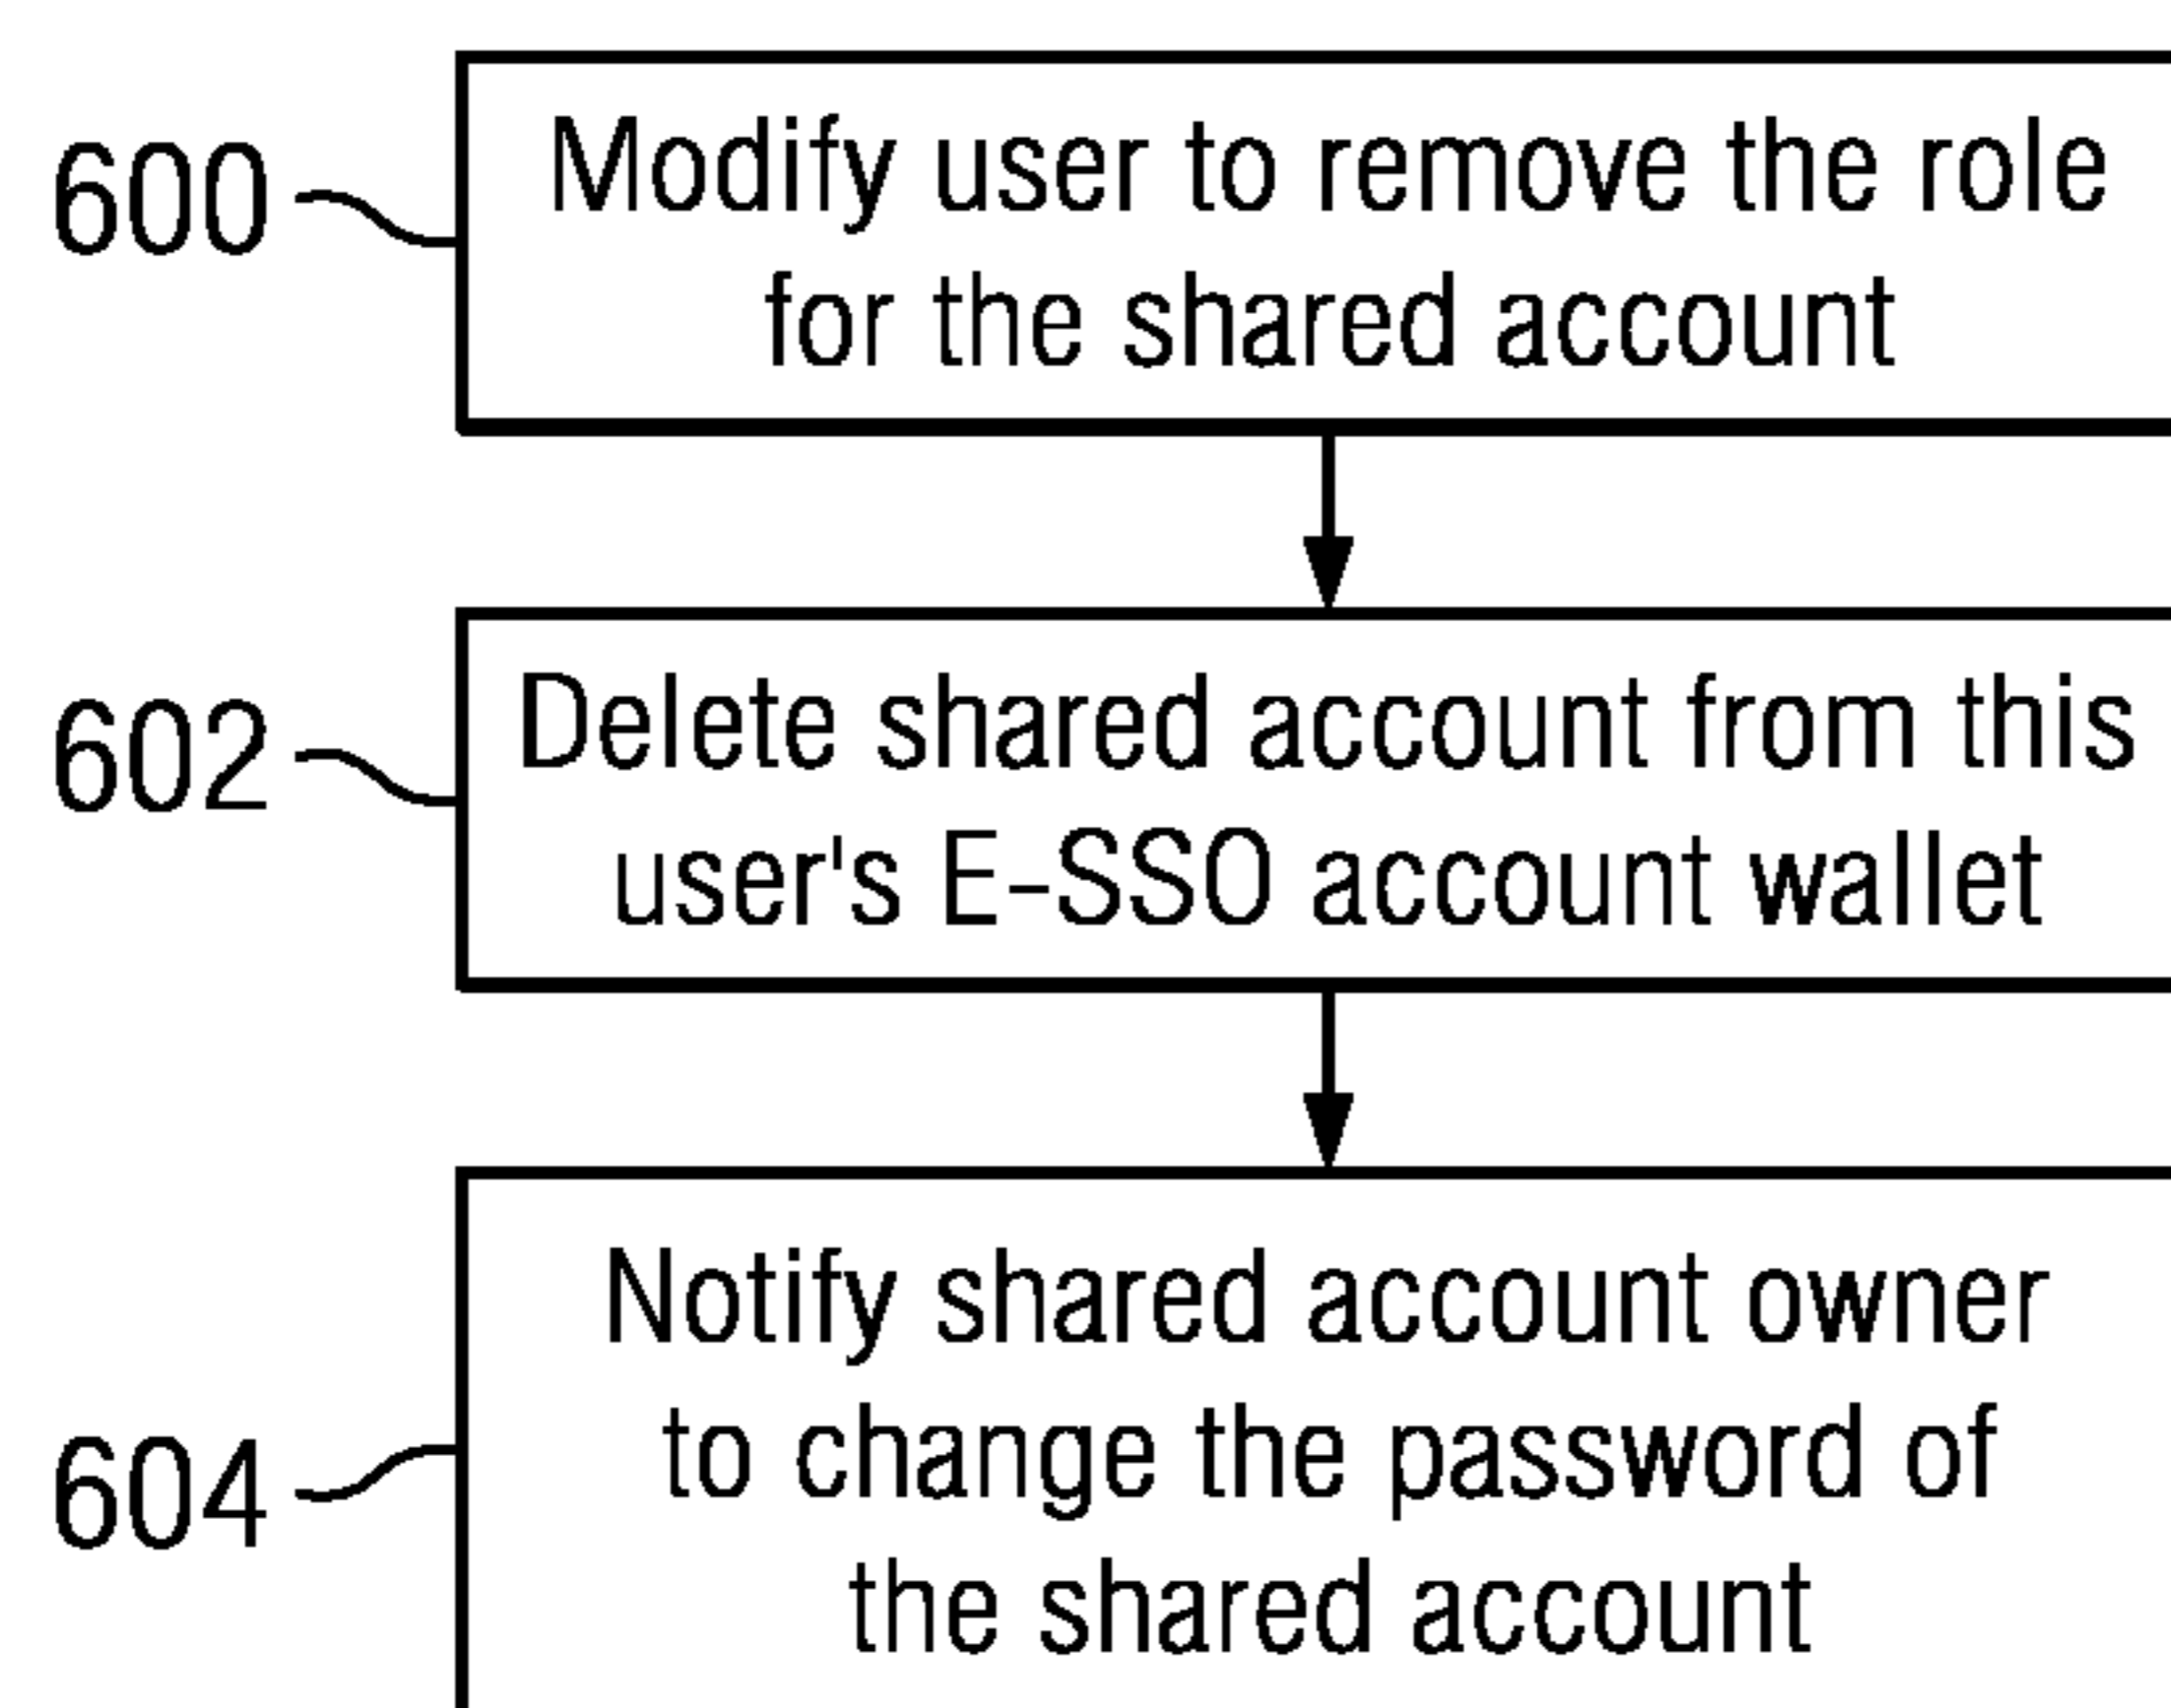 600
Modify user to remove the role
for the shared account
602
Delete shared account from this
user's E-SSO account wallet
604
Notify shared account owner
to change the password of
the shared account